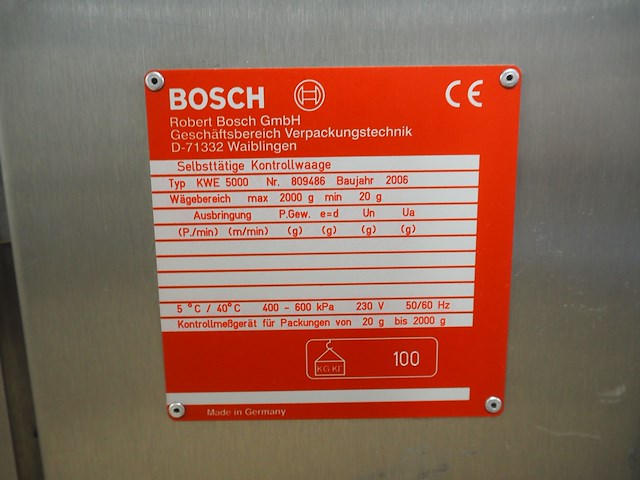 BOSCH
CE
Robert Bosch GmbH
Geschäftsbereich Verpackungstechnik
D-71332 Waiblingen
Selbsttätige Kontrollwaage
Typ KWE 5000 Nr. 809486 Baujahr 2006
Wägebereich max 2000 g min 20 g
Ausbringung P.Gew. e=d Un Ua
(P./min) (m/min) (g) (g) (g) (g)
5 °C / 40°C 400 - 600 kPa 230 V 50/60 Hz
Kontrollmeßgerät für Packungen von 20 g bis 2000 g
KG KI 100
Made in Germany